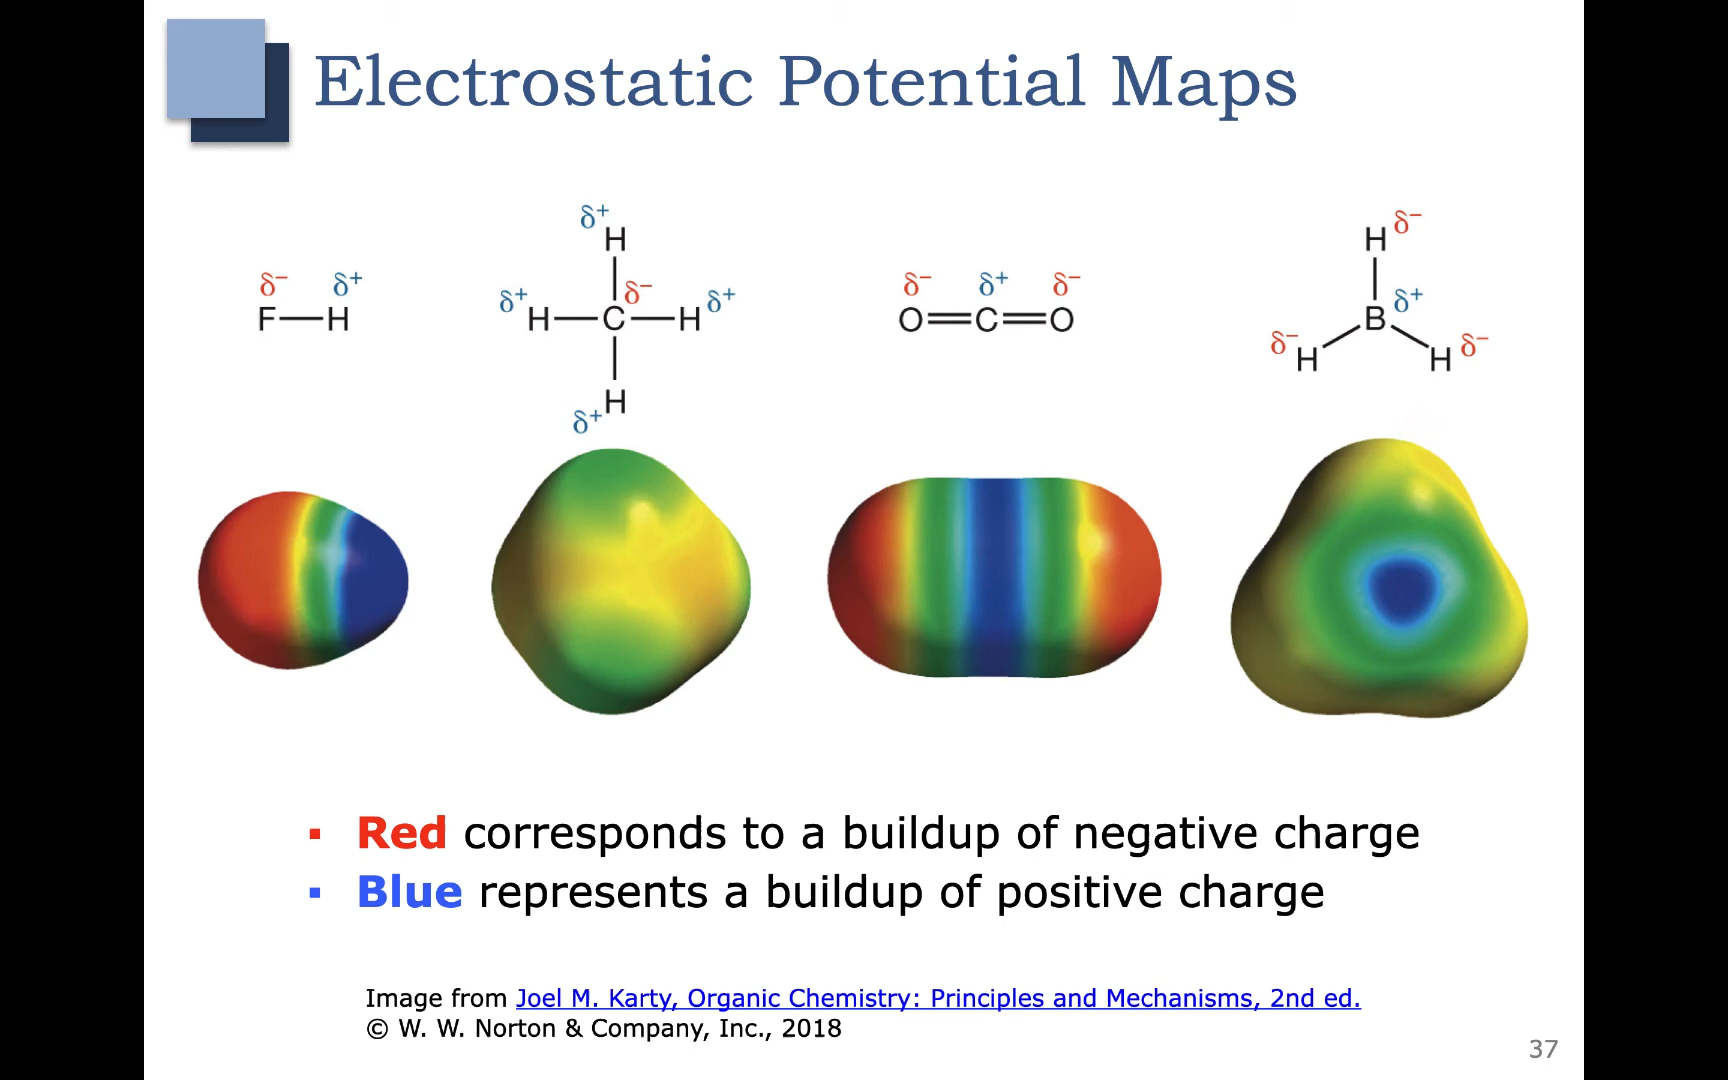 Electrostatic Potential Maps
δ⁻ δ⁺
F—H
δ⁺
H
δ⁺ H—C—H δ⁺
δ⁻
H
δ⁺
δ⁻ δ⁺ δ⁻
O=C=O
H δ⁻
B δ⁺
δ⁻ H H δ⁻
▪ Red corresponds to a buildup of negative charge
▪ Blue represents a buildup of positive charge
Image from Joel M. Karty, Organic Chemistry: Principles and Mechanisms, 2nd ed.
© W. W. Norton & Company, Inc., 2018
37